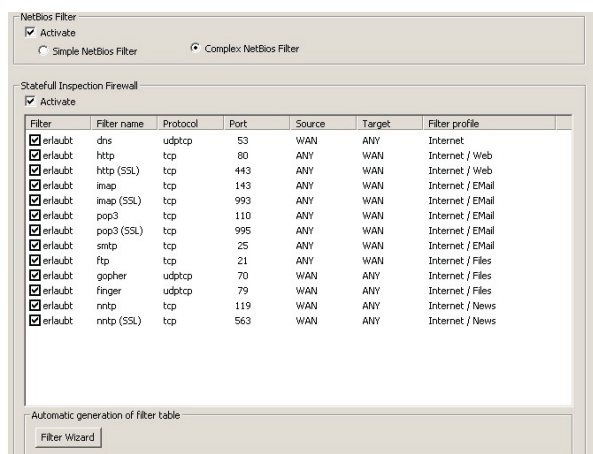 NetBios Filter
Activate
Simple NetBios Filter Complex NetBios Filter
Statefull Inspection Firewall
Activate
Filter Filter name Protocol Port Source Target Filter profile
erlaubt dns udptcp 53 WAN ANY Internet
erlaubt http tcp 80 ANY WAN Internet / Web
erlaubt http (SSL) tcp 443 ANY WAN Internet / Web
erlaubt imap tcp 143 ANY WAN Internet / EMail
erlaubt imap (SSL) tcp 993 ANY WAN Internet / EMail
erlaubt pop3 tcp 110 ANY WAN Internet / EMail
erlaubt pop3 (SSL) tcp 995 ANY WAN Internet / EMail
erlaubt smtp tcp 25 ANY WAN Internet / EMail
erlaubt ftp tcp 21 ANY WAN Internet / Files
erlaubt gopher udptcp 70 WAN ANY Internet / Files
erlaubt finger udptcp 79 WAN ANY Internet / Files
erlaubt nntp tcp 119 WAN ANY Internet / News
erlaubt nntp (SSL) tcp 563 WAN ANY Internet / News
Automatic generation of filter table
Filter Wizard